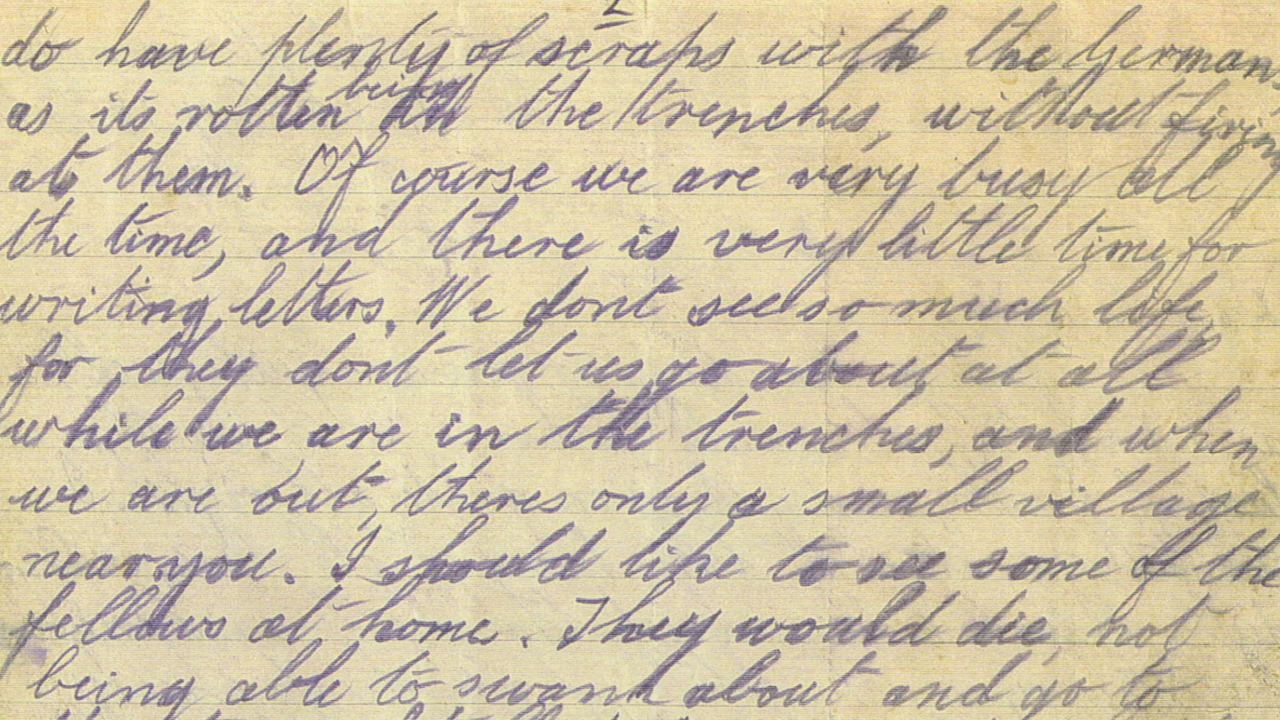 2
do have plenty of scraps with the Germans
as its rotten being in the trenches, without firing
at them. Of course we are very busy all
the time, and there is very little time for
writing letters. We dont see so much life,
for they dont let us go about at all
while we are in the trenches, and when
we are out, theres only a small village
near you. I should like to see some of the
fellows at home. They would die, not
being able to swank about and go to